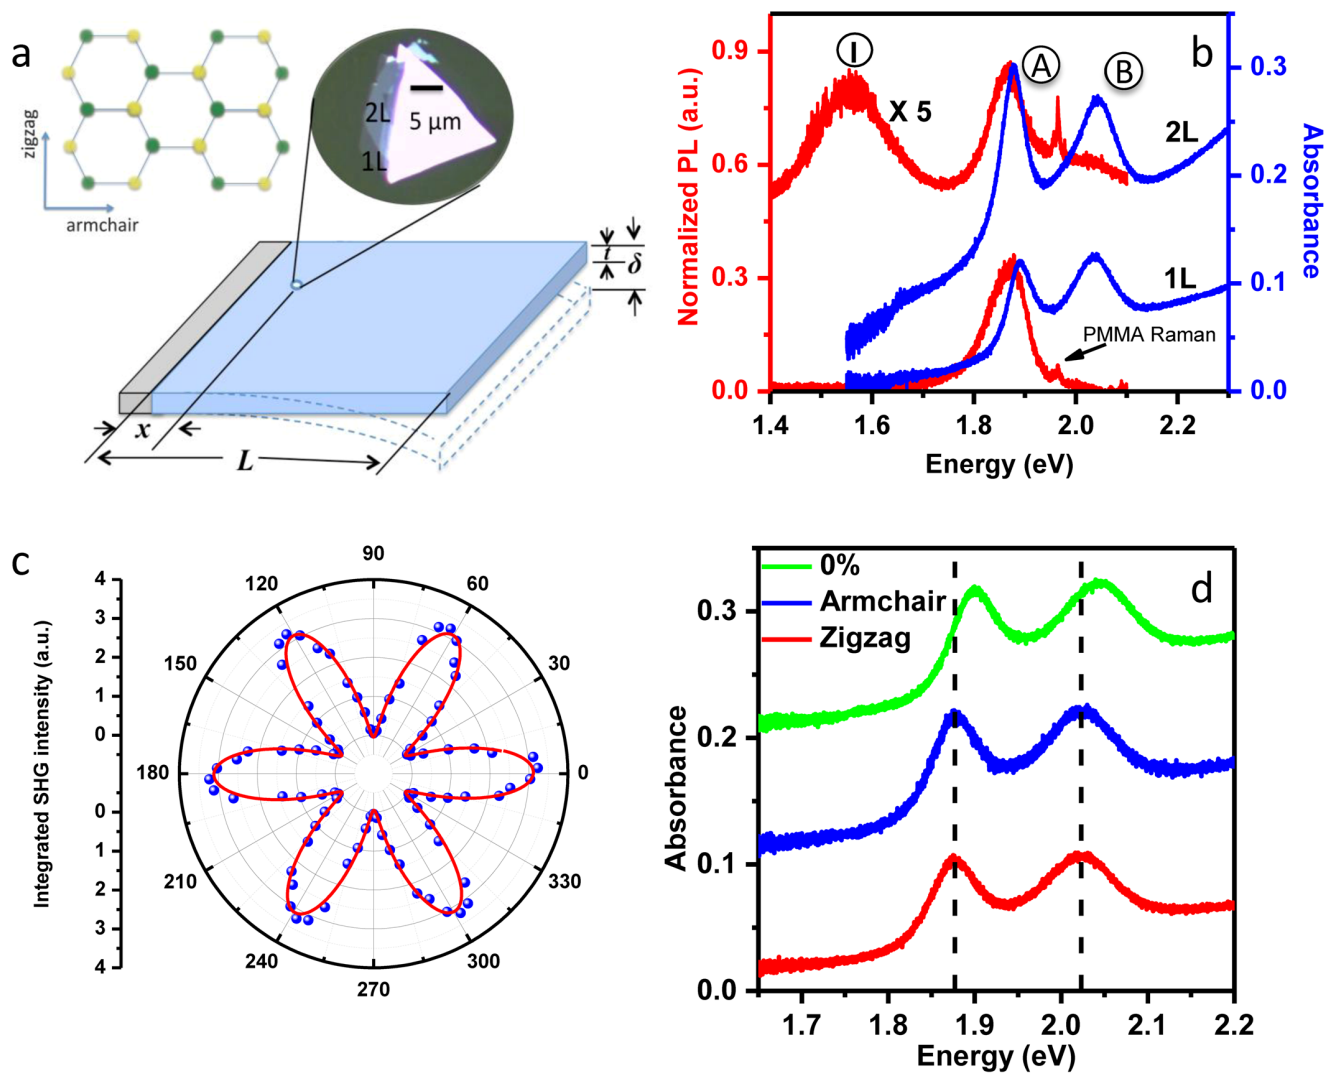 a
zigzag
armchair
2L
1L
5 μm
t
δ
x
L
b
I
A
B
X 5
2L
1L
PMMA Raman
Normalized PL (a.u.)
0.9
0.6
0.3
0.0
Absorbance
0.3
0.2
0.1
0.0
1.4 1.6 1.8 2.0 2.2
Energy (eV)
c
Integrated SHG intensity (a.u.)
4
3
2
1
0
0
1
2
3
4
90
120 60
150 30
180 0
210 330
240 300
270
d
0%
Armchair
Zigzag
Absorbance
0.3
0.2
0.1
0.0
1.7 1.8 1.9 2.0 2.1 2.2
Energy (eV)